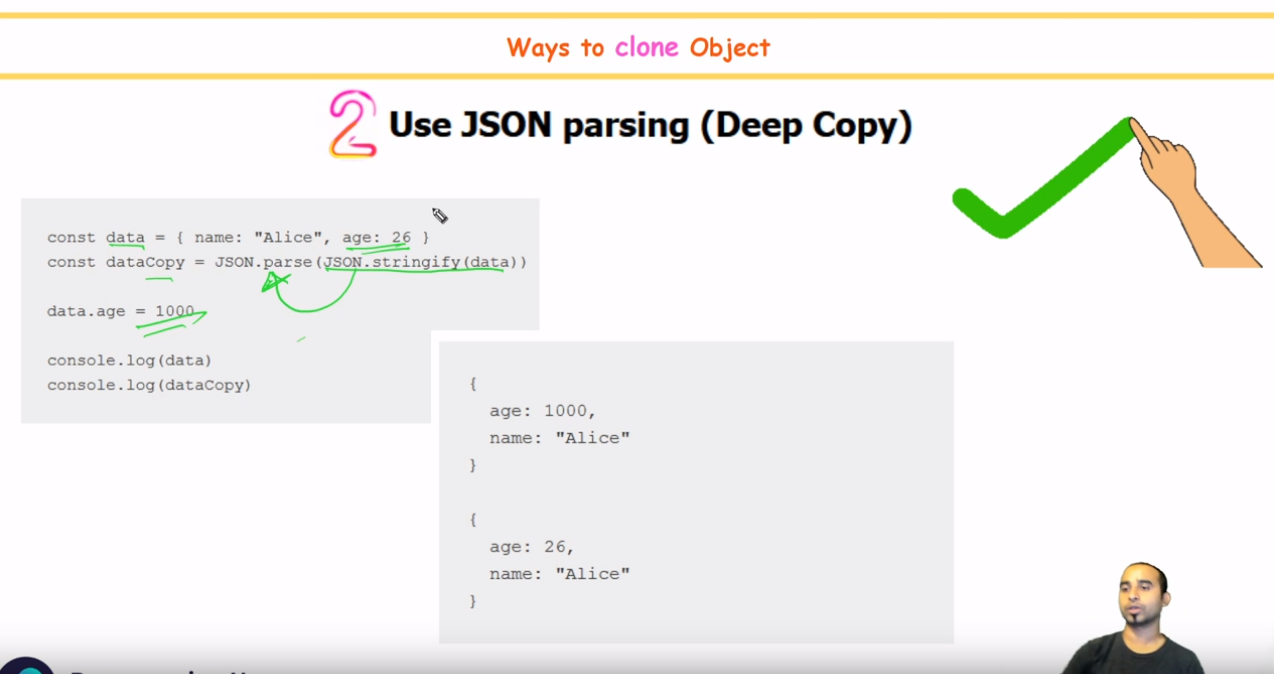 Ways to clone Object
2 Use JSON parsing (Deep Copy)
const data = { name: "Alice", age: 26 }
const dataCopy = JSON.parse(JSON.stringify(data))
data.age = 1000
console.log(data)
console.log(dataCopy)
{
age: 1000,
name: "Alice"
}
{
age: 26,
name: "Alice"
}